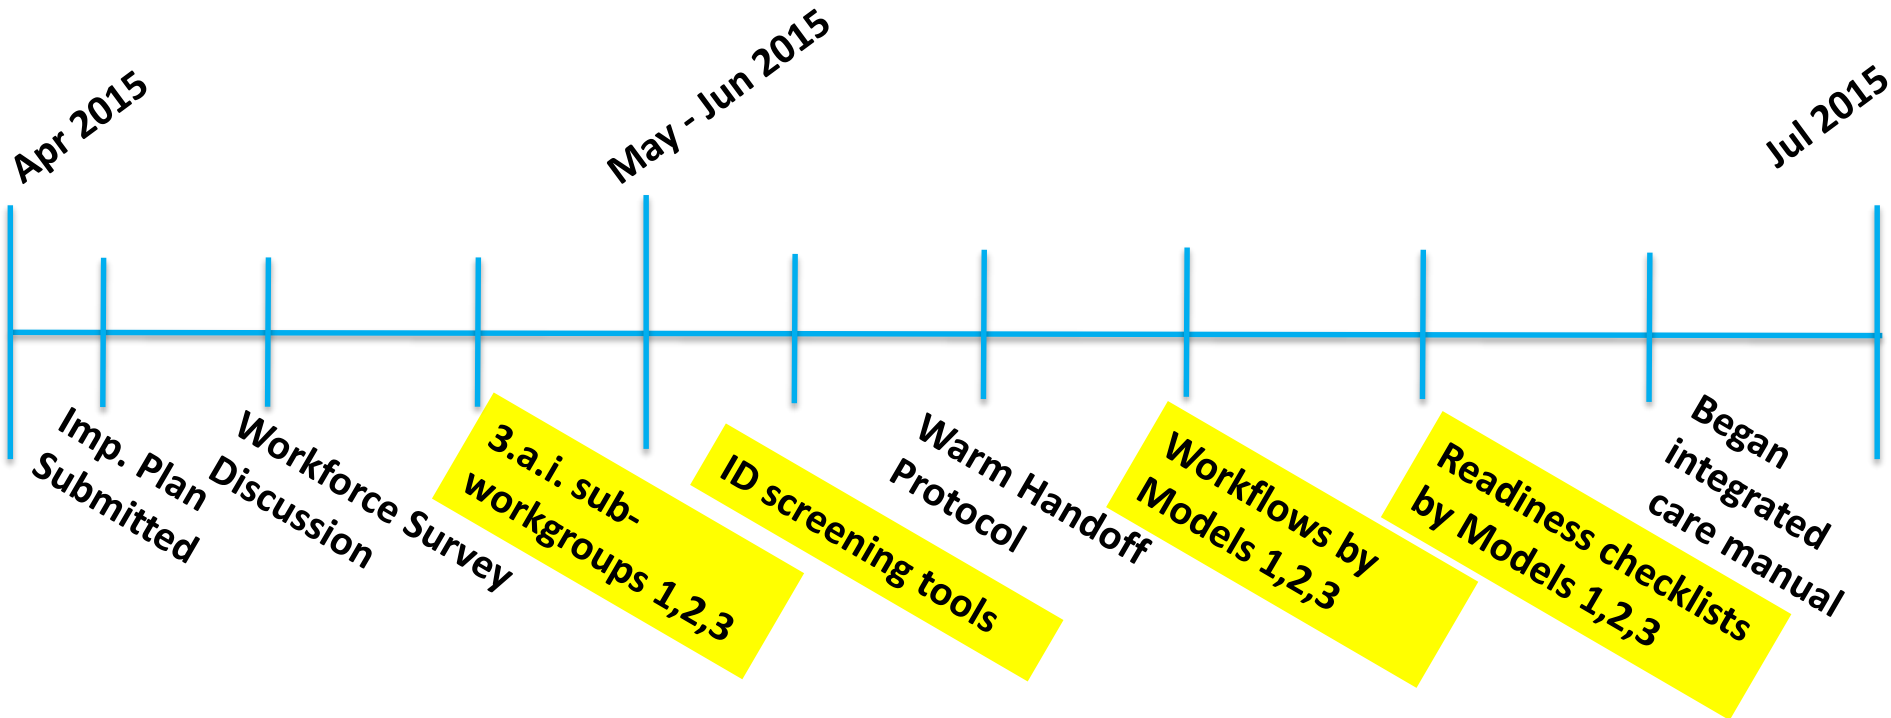 Apr 2015
May - Jun 2015
Jul 2015
Imp. Plan
Submitted
Workforce Survey
Discussion
3.a.i. sub-
workgroups 1,2,3
ID screening tools
Warm Handoff
Protocol
Workflows by
Models 1,2,3
Readiness checklists
by Models 1,2,3
Began
integrated
care manual